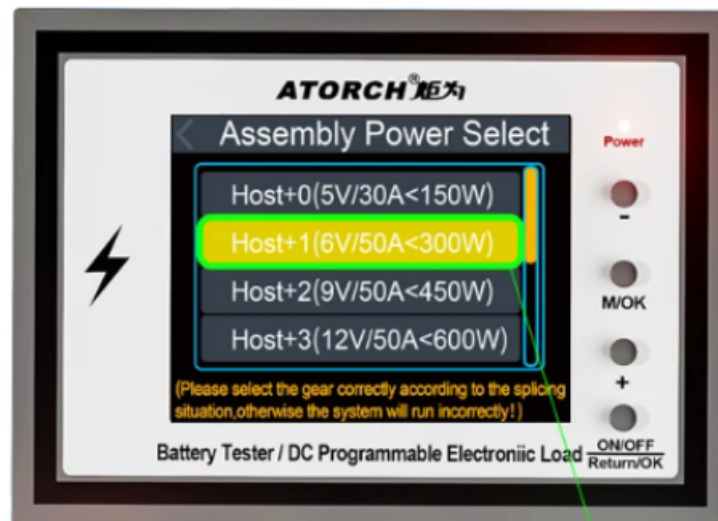 ATORCH®炬为
Assembly Power Select
Power
Host+0(5V/30A<150W)
-
Host+1(6V/50A<300W)
Host+2(9V/50A<450W)
M/OK
Host+3(12V/50A<600W)
+
(Please select the gear correctly according to the splicing
situation,otherwise the system will run incorrectly!)
Battery Tester / DC Programmable Electroniic Load
ON/OFF
Return/OK